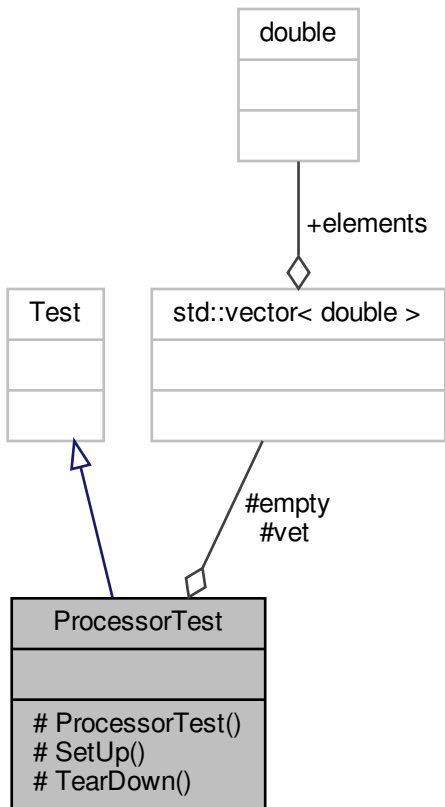 double
+elements
Test
std::vector< double >
#empty
#vet
ProcessorTest
# ProcessorTest()
# SetUp()
# TearDown()